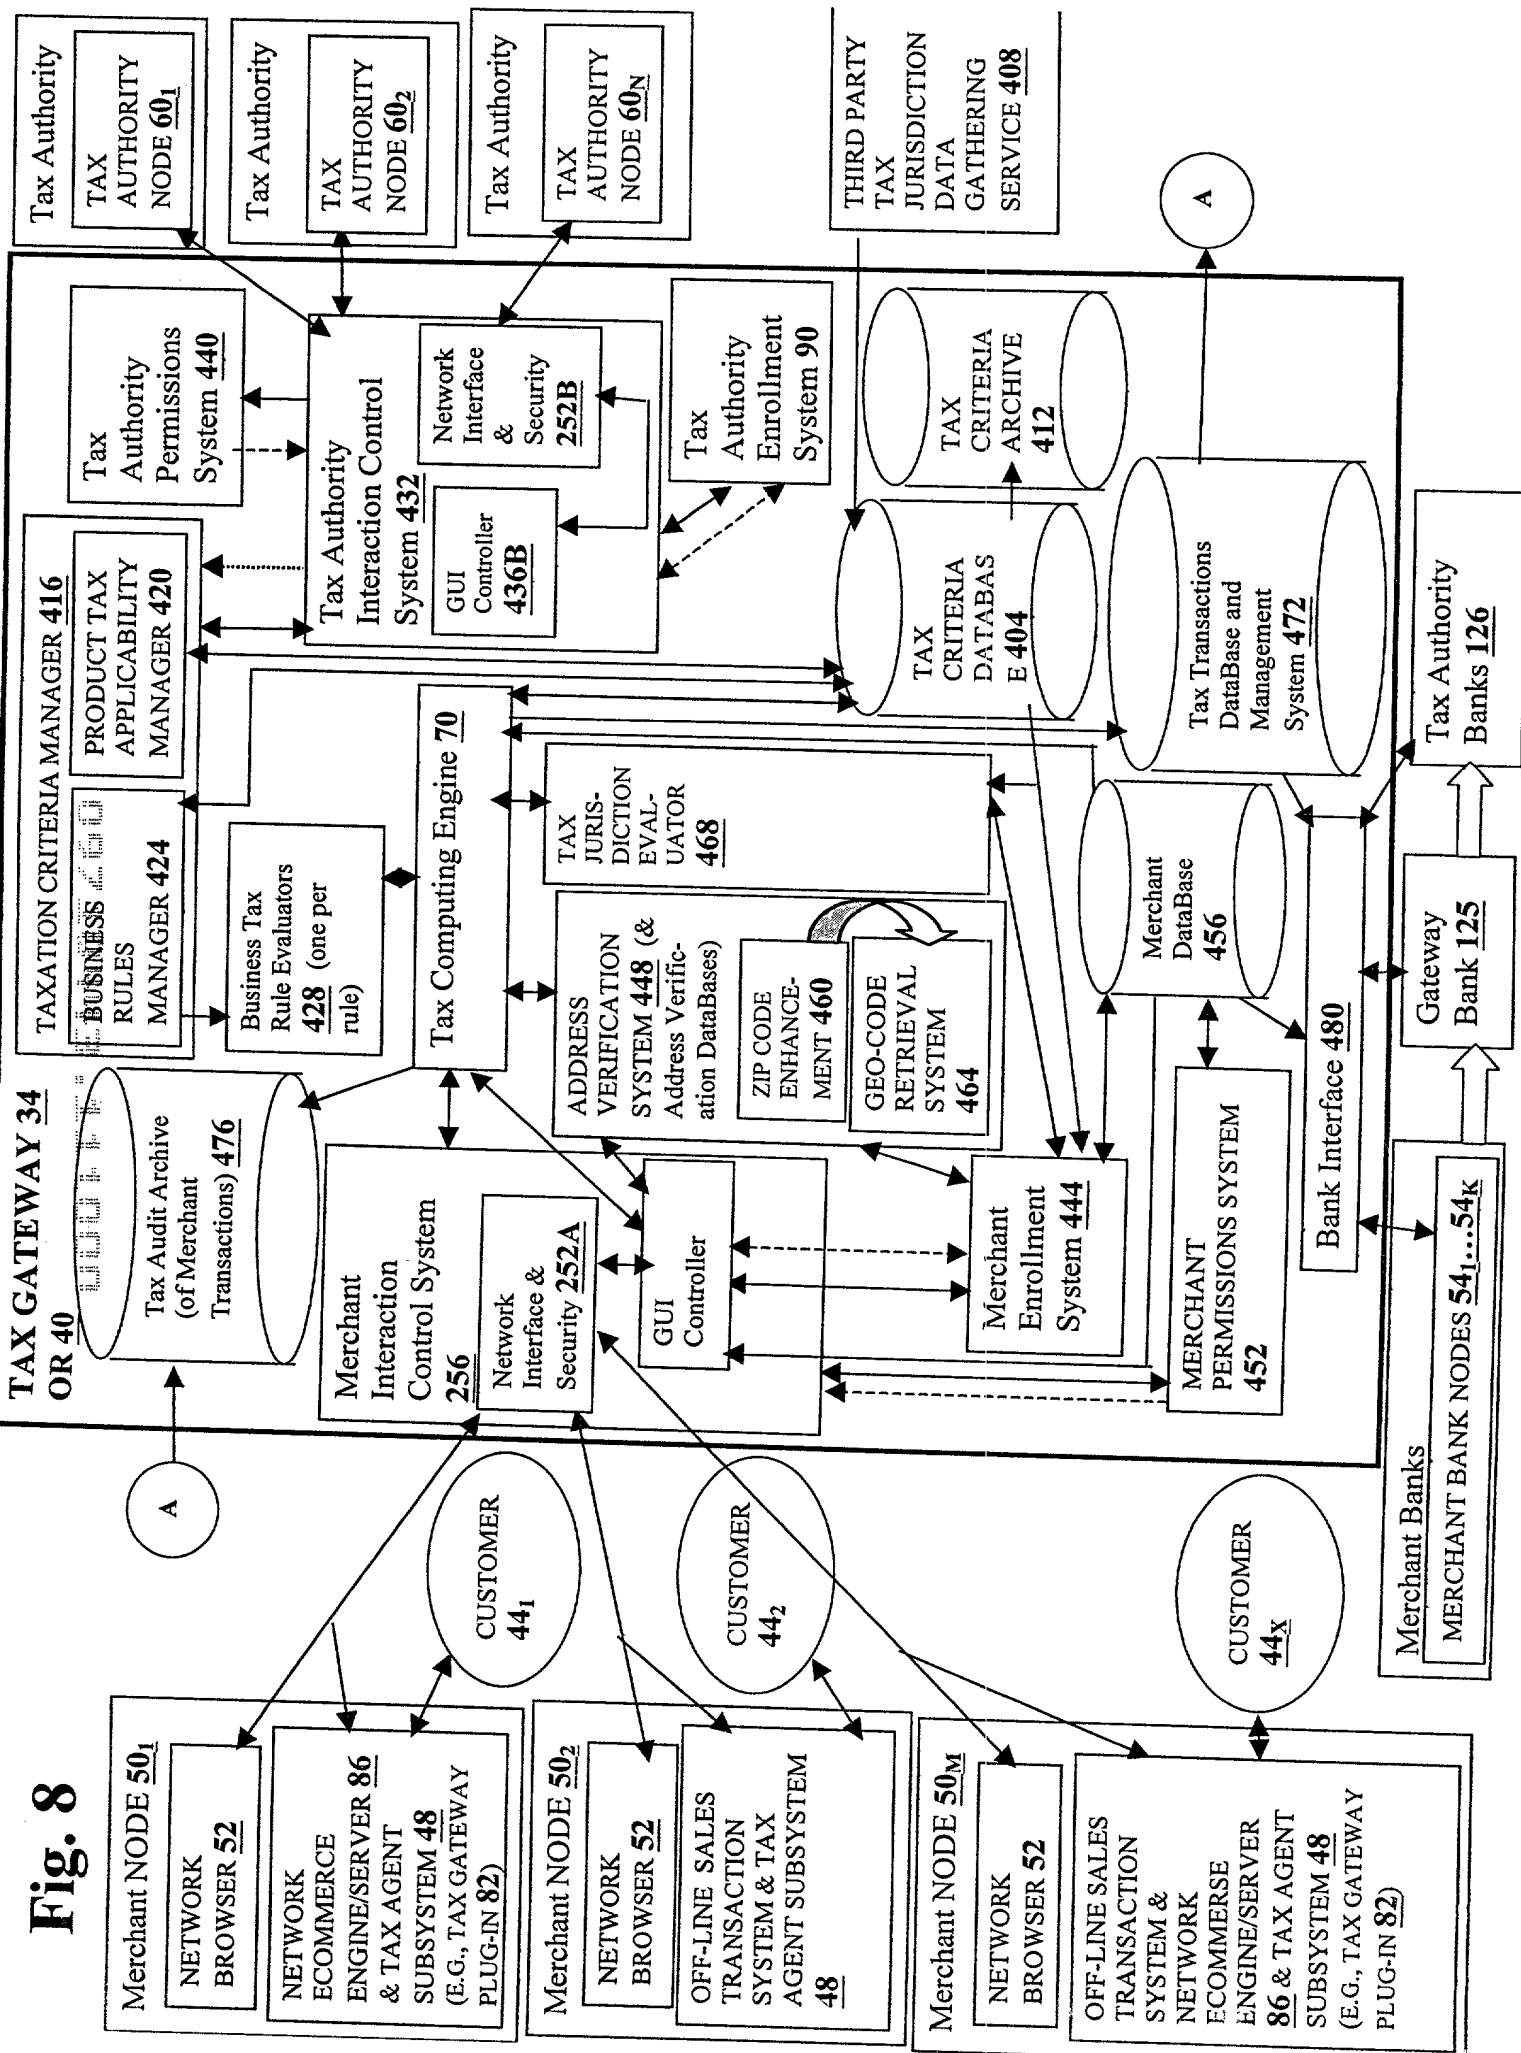 Fig. 8
Merchant NODE 50₁
NETWORK
BROWSER 52
NETWORK
ECOMMERCE
ENGINE/SERVER 86
& TAX AGENT
SUBSYSTEM 48
(E.G., TAX GATEWAY
PLUG-IN 82)
Merchant NODE 50₂
NETWORK
BROWSER 52
OFF-LINE SALES
TRANSACTION
SYSTEM & TAX
AGENT SUBSYSTEM
48
Merchant NODE 50M
NETWORK
BROWSER 52
OFF-LINE SALES
TRANSACTION
SYSTEM &
NETWORK
ECOMMERSE
ENGINE/SERVER
86 & TAX AGENT
SUBSYSTEM 48
(E.G., TAX GATEWAY
PLUG-IN 82)
A
CUSTOMER
44₁
CUSTOMER
44₂
CUSTOMER
44X
Merchant Banks
MERCHANT BANK NODES 54₁...54K
TAX GATEWAY 34
OR 40
Tax Audit Archive
(of Merchant
Transactions) 476
Merchant
Interaction
Control System
256
Network
Interface &
Security 252A
GUI
Controller
Merchant
Enrollment
System 444
MERCHANT
PERMISSIONS SYSTEM
452
Bank Interface 480
TAXATION CRITERIA MANAGER 416
BUSINESS
RULES
MANAGER 424
PRODUCT TAX
APPLICABILITY
MANAGER 420
Business Tax
Rule Evaluators
428 (one per
rule)
Tax Computing Engine 70
ADDRESS
VERIFICATION
SYSTEM 448 (&
Address Verific-
ation DataBases)
ZIP CODE
ENHANCE-
MENT 460
GEO-CODE
RETRIEVAL
SYSTEM
464
TAX
JURIS-
DICTION
EVAL-
UATOR
468
Merchant
DataBase
456
Gateway
Bank 125
Tax
Authority
Permissions
System 440
Tax Authority
Interaction Control
System 432
GUI
Controller
436B
Network
Interface
&
Security
252B
Tax
Authority
Enrollment
System 90
TAX
CRITERIA
DATABAS
E 404
TAX
CRITERIA
ARCHIVE
412
Tax Transactions
DataBase and
Management
System 472
Tax Authority
Banks 126
Tax Authority
TAX
AUTHORITY
NODE 60₁
Tax Authority
TAX
AUTHORITY
NODE 60₂
Tax Authority
TAX
AUTHORITY
NODE 60N
THIRD PARTY
TAX
JURISDICTION
DATA
GATHERING
SERVICE 408
A